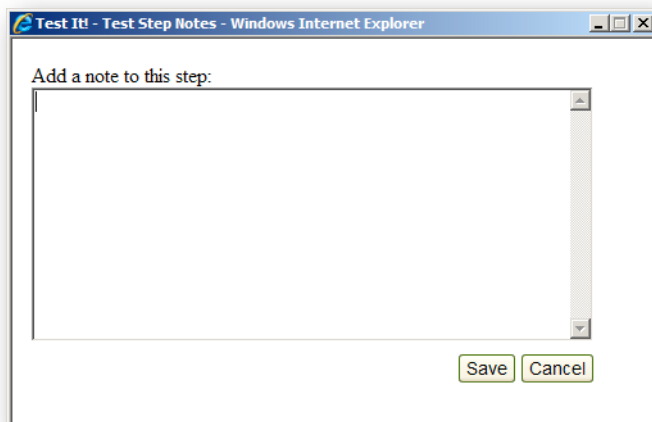 Test It! - Test Step Notes - Windows Internet Explorer
Add a note to this step:
Save Cancel